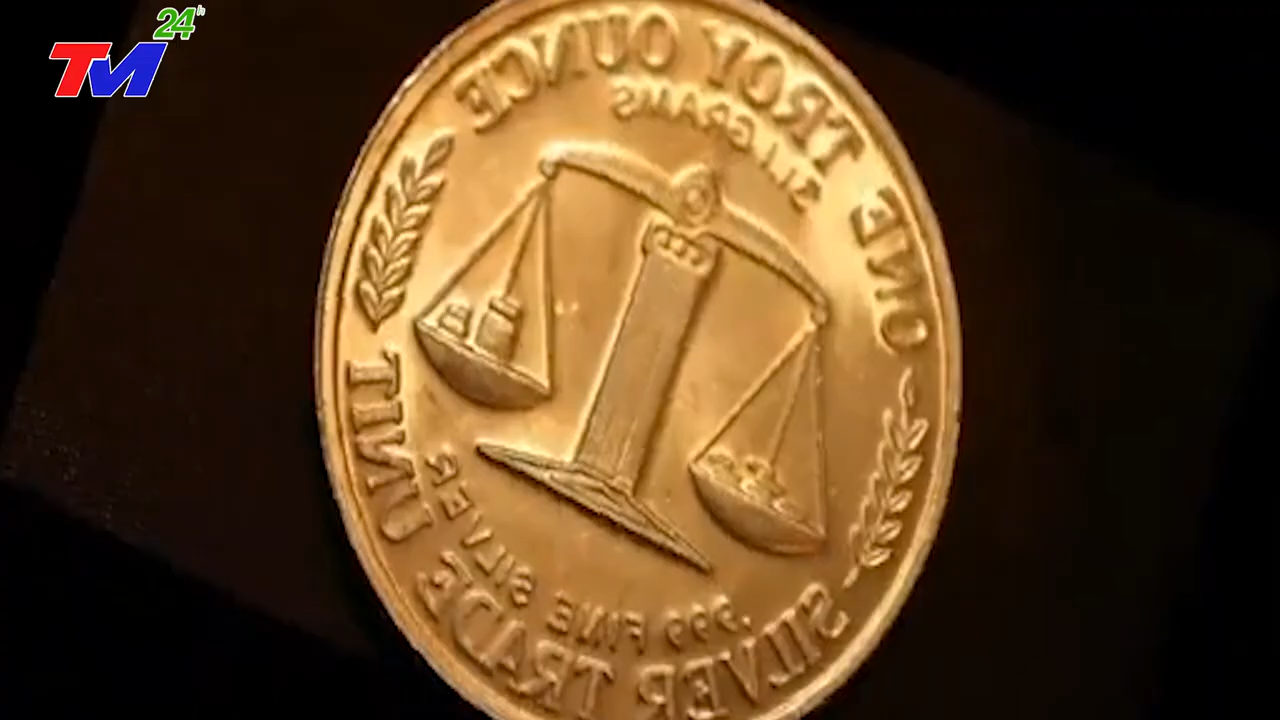 TM 24h
ONE TROY OUNCE
31.1 GRAMS
SILVER TRADE UNIT
.999 FINE SILVER